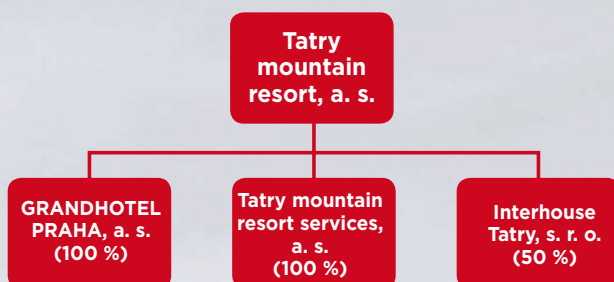 Tatry
mountain
resort, a. s.
GRANDHOTEL
PRAHA, a. s.
(100 %)
Tatry mountain
resort services,
a. s.
(100 %)
Interhouse
Tatry, s. r. o.
(50 %)